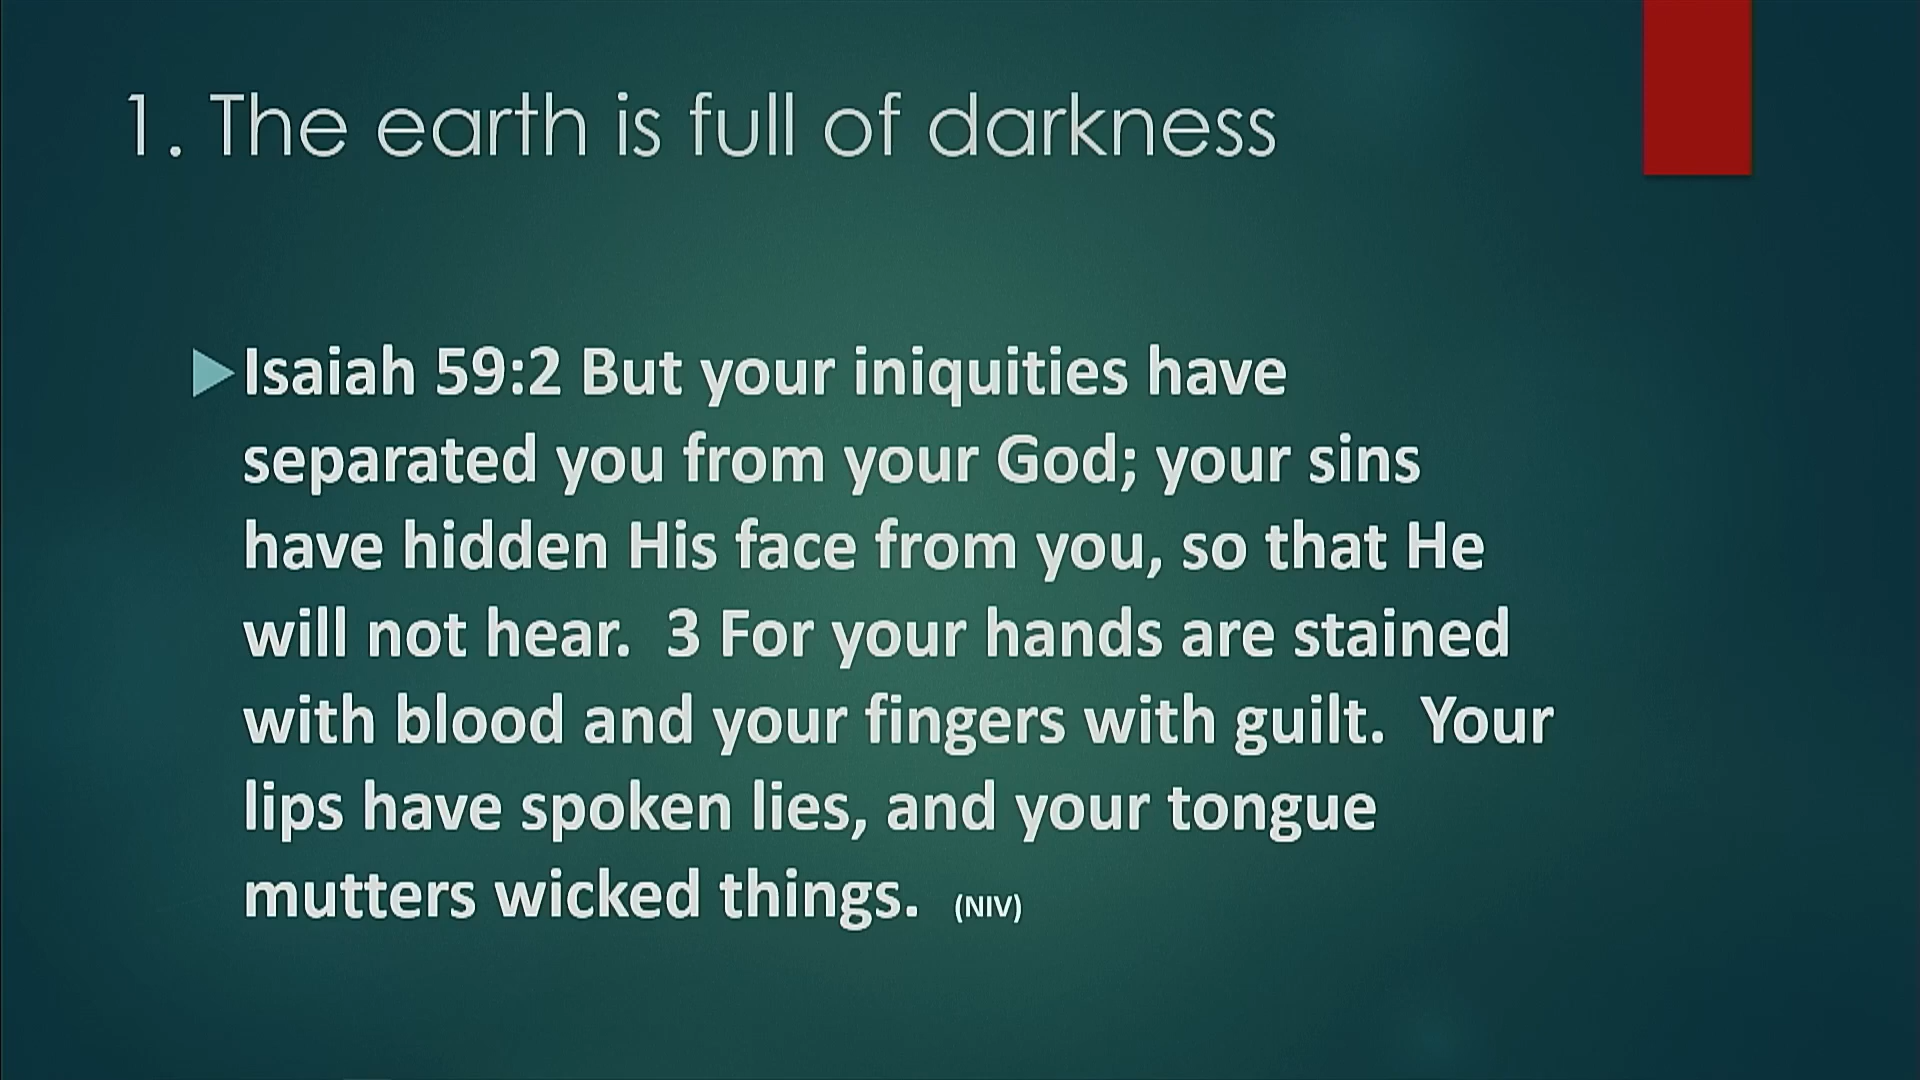 1. The earth is full of darkness
Isaiah 59:2 But your iniquities have
separated you from your God; your sins
have hidden His face from you, so that He
will not hear.  3 For your hands are stained
with blood and your fingers with guilt.  Your
lips have spoken lies, and your tongue
mutters wicked things.  (NIV)